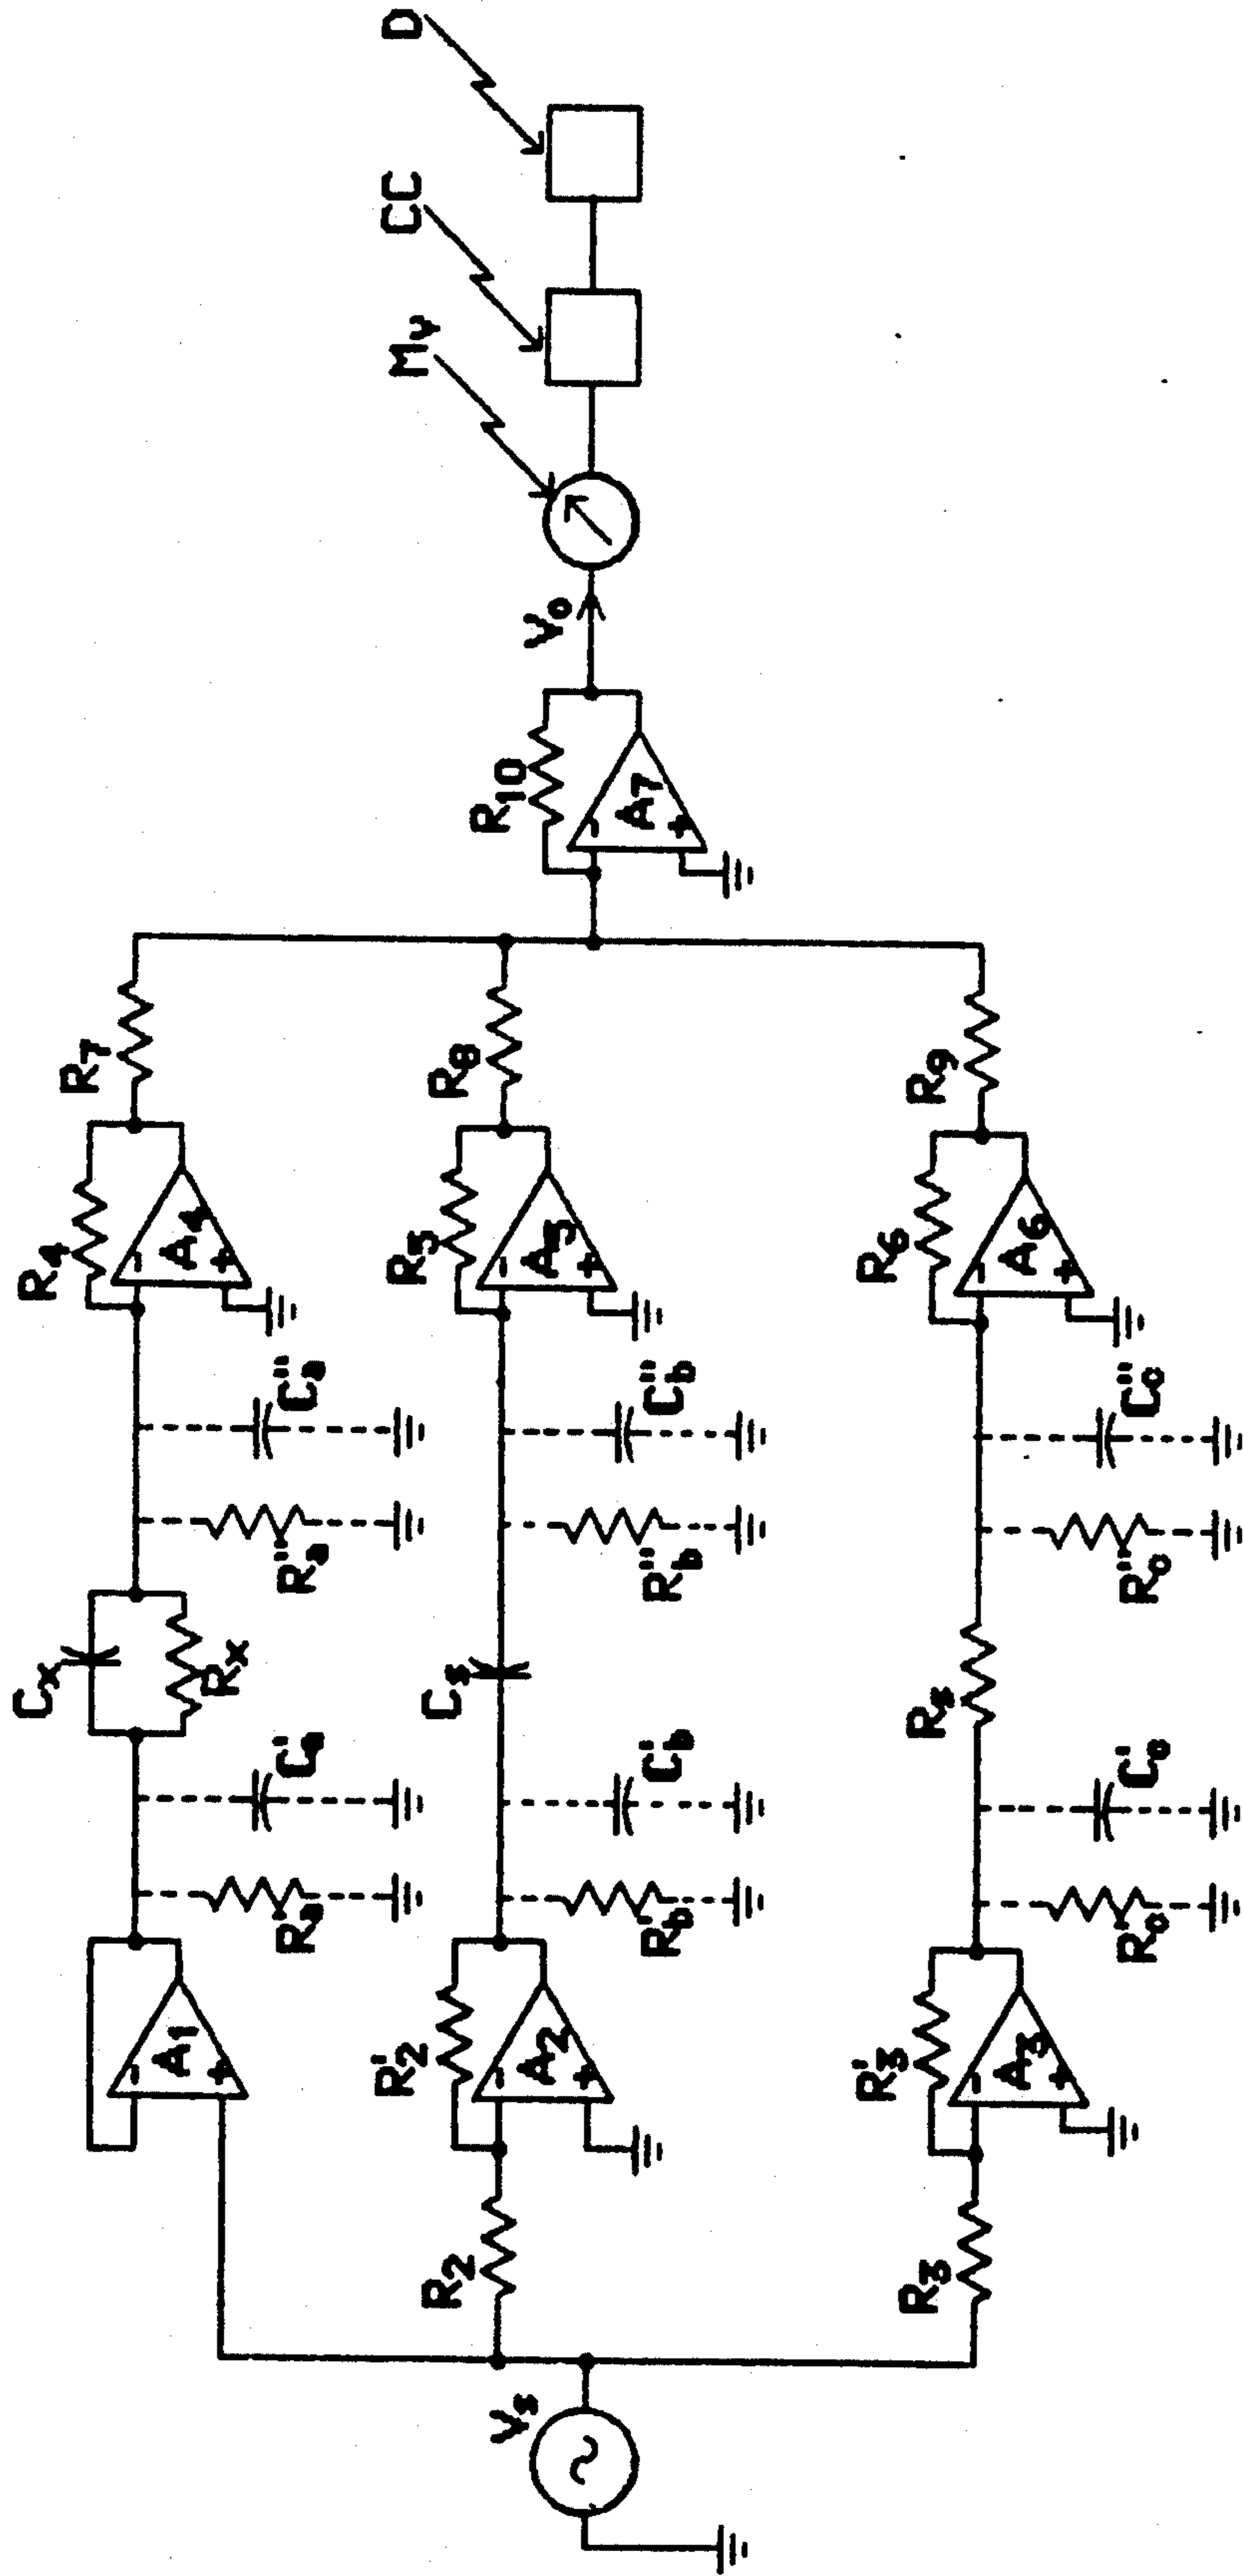 Cx
R4
R7
A1
Rx
A4
R'a
C'a
R''a
C''a
D
CC
Mv
R'2
R5
R2
Cs
R8
Vs
A2
A5
R10
Vo
R'b
C'b
R''b
C''b
A7
R'3
R6
R3
Rs
R9
A3
A6
R'c
C'c
R''c
C''c